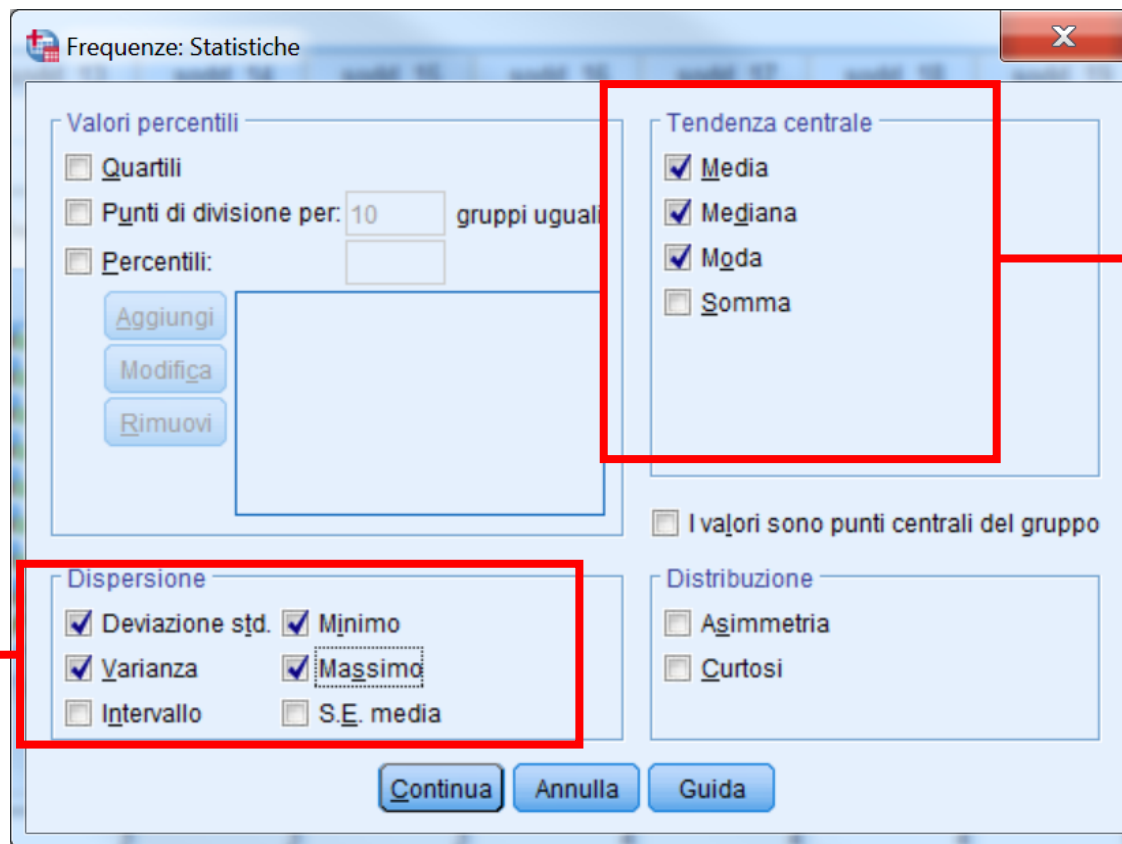 Frequenze: Statistiche
Valori percentili
Quartili
Punti di divisione per: 10 gruppi uguali
Percentili:
Aggiungi
Modifica
Rimuovi
Tendenza centrale
Media
Mediana
Moda
Somma
I valori sono punti centrali del gruppo
Dispersione
Deviazione std. Minimo
Varianza Massimo
Intervallo S.E. media
Distribuzione
Asimmetria
Curtosi
Continua Annulla Guida